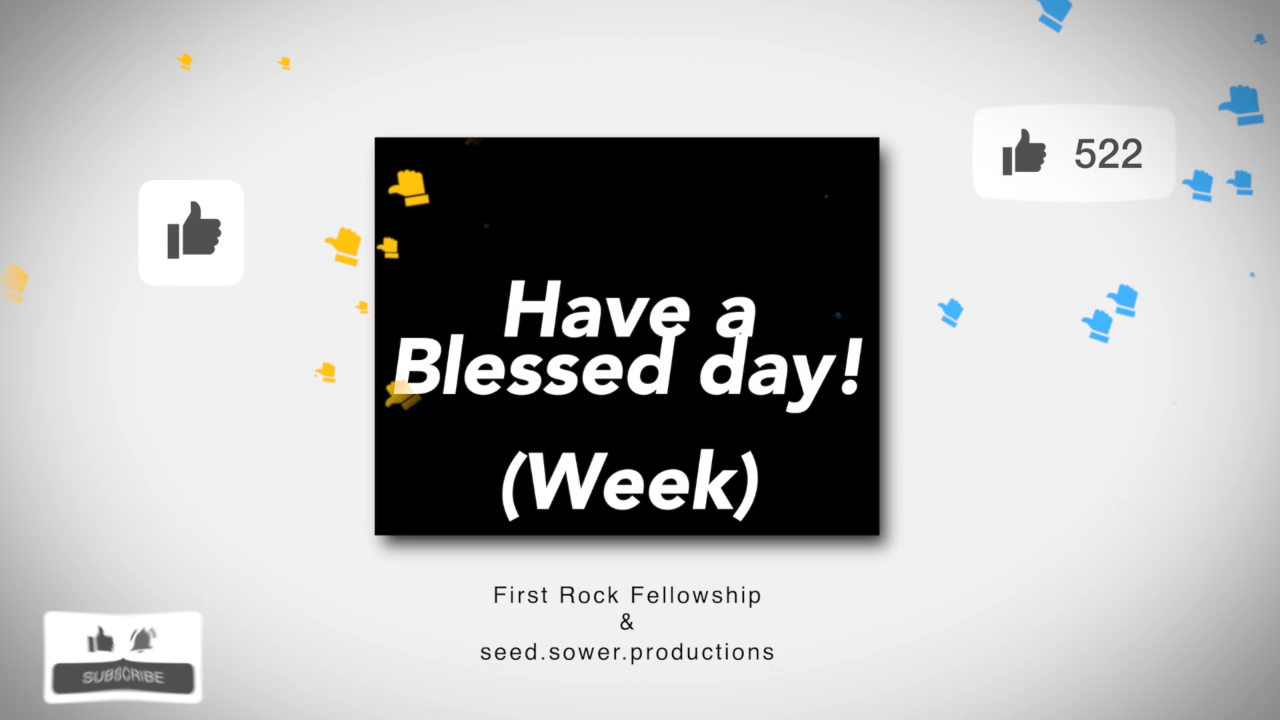 522
Have a
Blessed day!
(Week)
First Rock Fellowship
&
seed.sower.productions
SUBSCRIBE